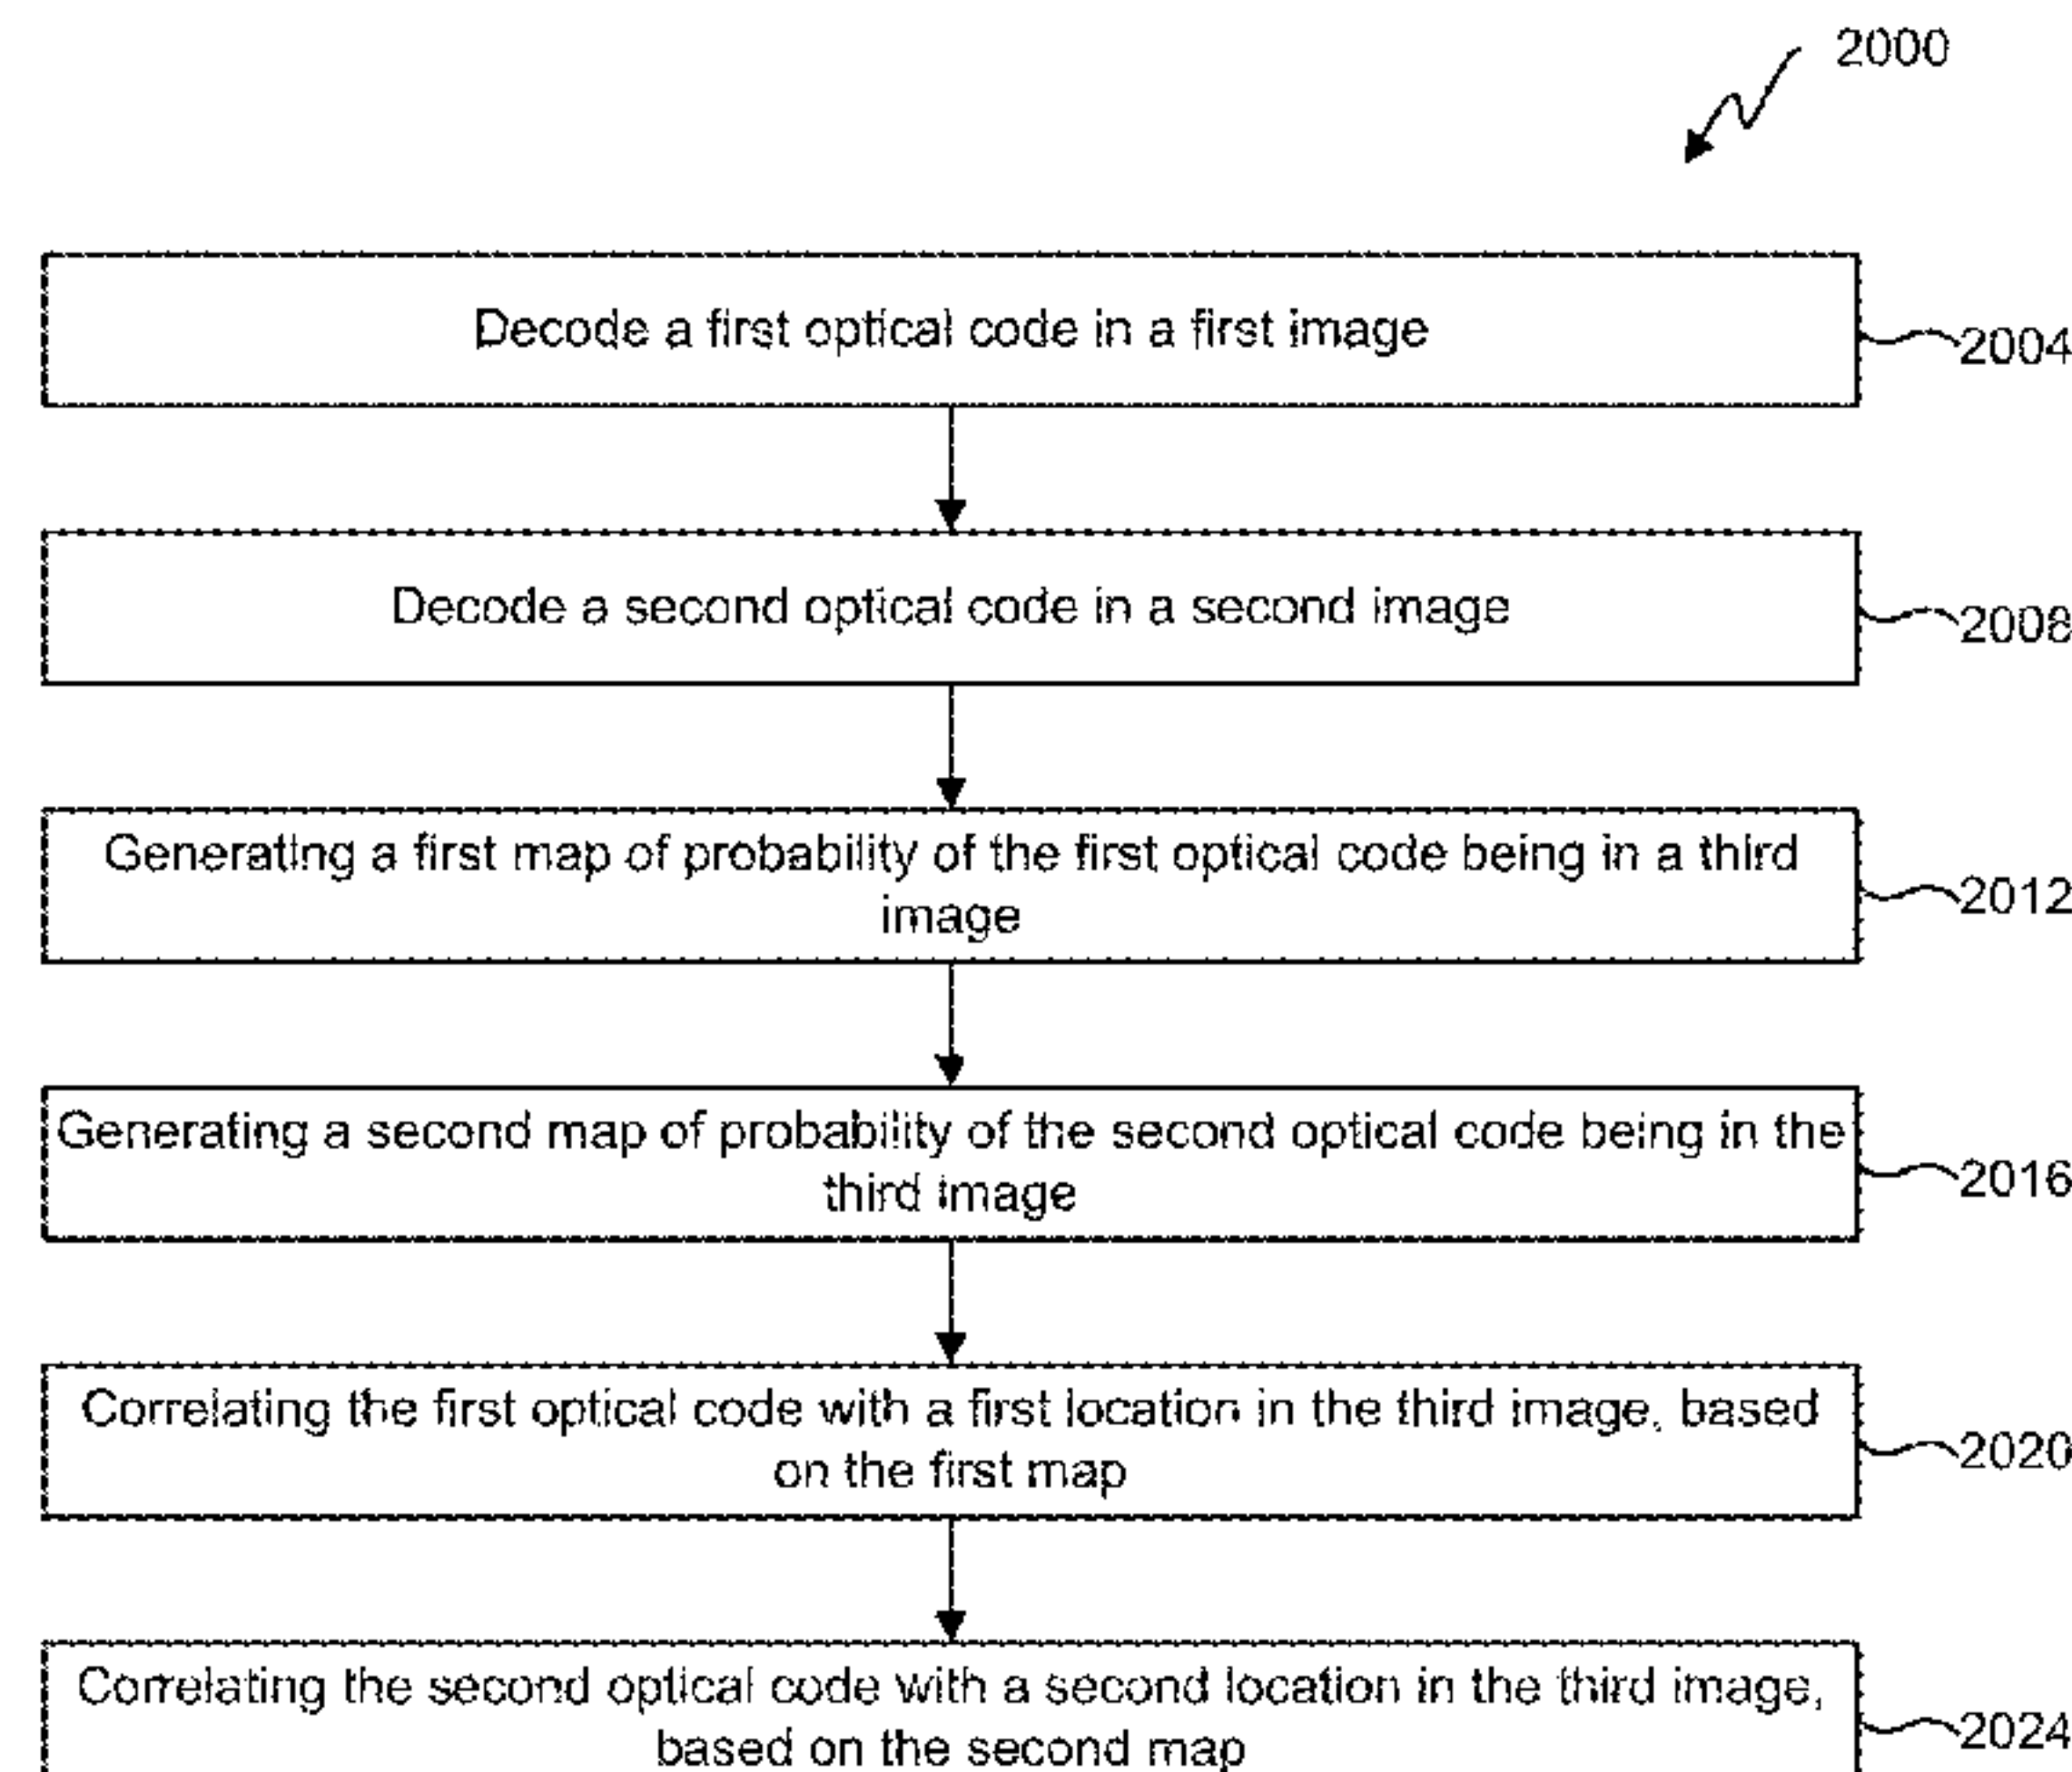 2000
Decode a first optical code in a first image
2004
Decode a second optical code in a second image
2008
Generating a first map of probability of the first optical code being in a third
image
2012
Generating a second map of probability of the second optical code being in the
third image
2016
Correlating the first optical code with a first location in the third image, based
on the first map
2020
Correlating the second optical code with a second location in the third image,
based on the second map
2024